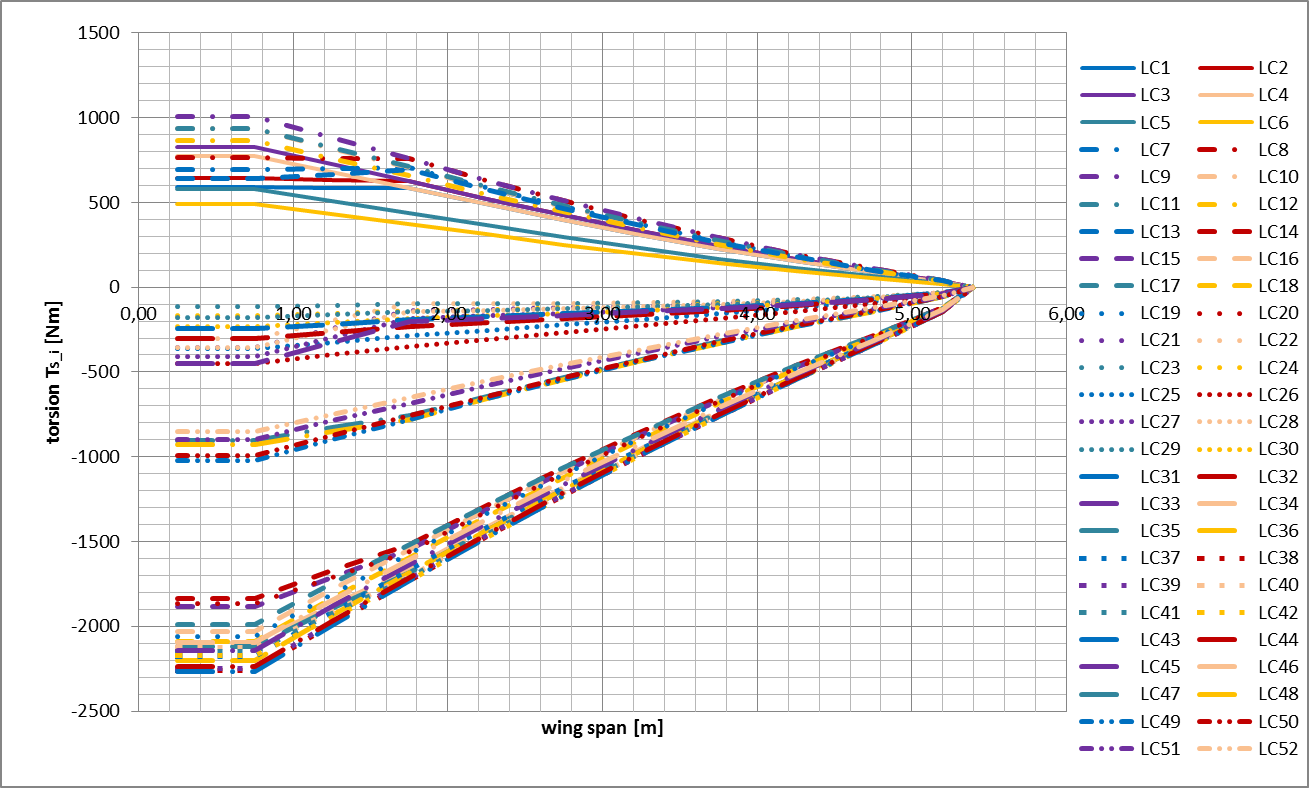 1500
1000
500
0
-500
-1000
-1500
-2000
-2500
torsion Ts_i [Nm]
0,00 1,00 2,00 3,00 4,00 5,00 6,00
wing span [m]
LC1 LC2
LC3 LC4
LC5 LC6
LC7 LC8
LC9 LC10
LC11 LC12
LC13 LC14
LC15 LC16
LC17 LC18
LC19 LC20
LC21 LC22
LC23 LC24
LC25 LC26
LC27 LC28
LC29 LC30
LC31 LC32
LC33 LC34
LC35 LC36
LC37 LC38
LC39 LC40
LC41 LC42
LC43 LC44
LC45 LC46
LC47 LC48
LC49 LC50
LC51 LC52